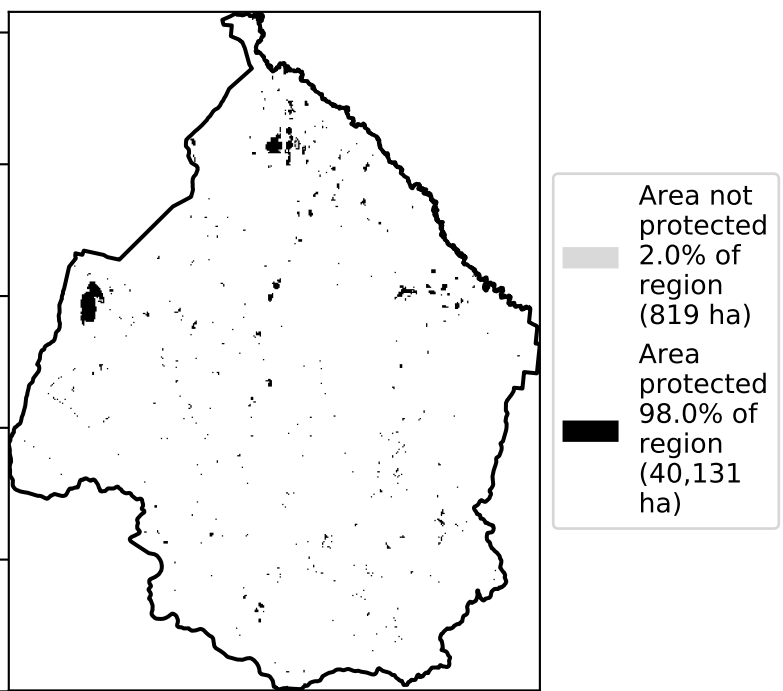 Area not
protected
2.0% of
region
(819 ha)
Area
protected
98.0% of
region
(40,131
ha)